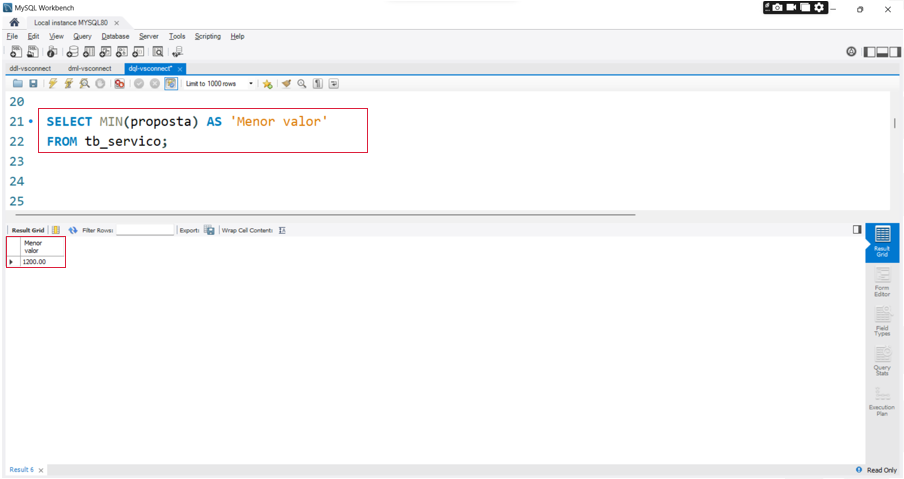 MySQL Workbench
Local instance MYSQL80
File Edit View Query Database Server Tools Scripting Help
ddl-vsconnect dml-vsconnect dql-vsconnect*
Limit to 1000 rows
20
21 SELECT MIN(proposta) AS 'Menor valor'
22 FROM tb_servico;
23
24
25
Result Grid Filter Rows: Export: Wrap Cell Content:
Menor
valor
1200.00
Result
Grid
Form
Editor
Field
Types
Query
Stats
Execution
Plan
Result 6 Read Only